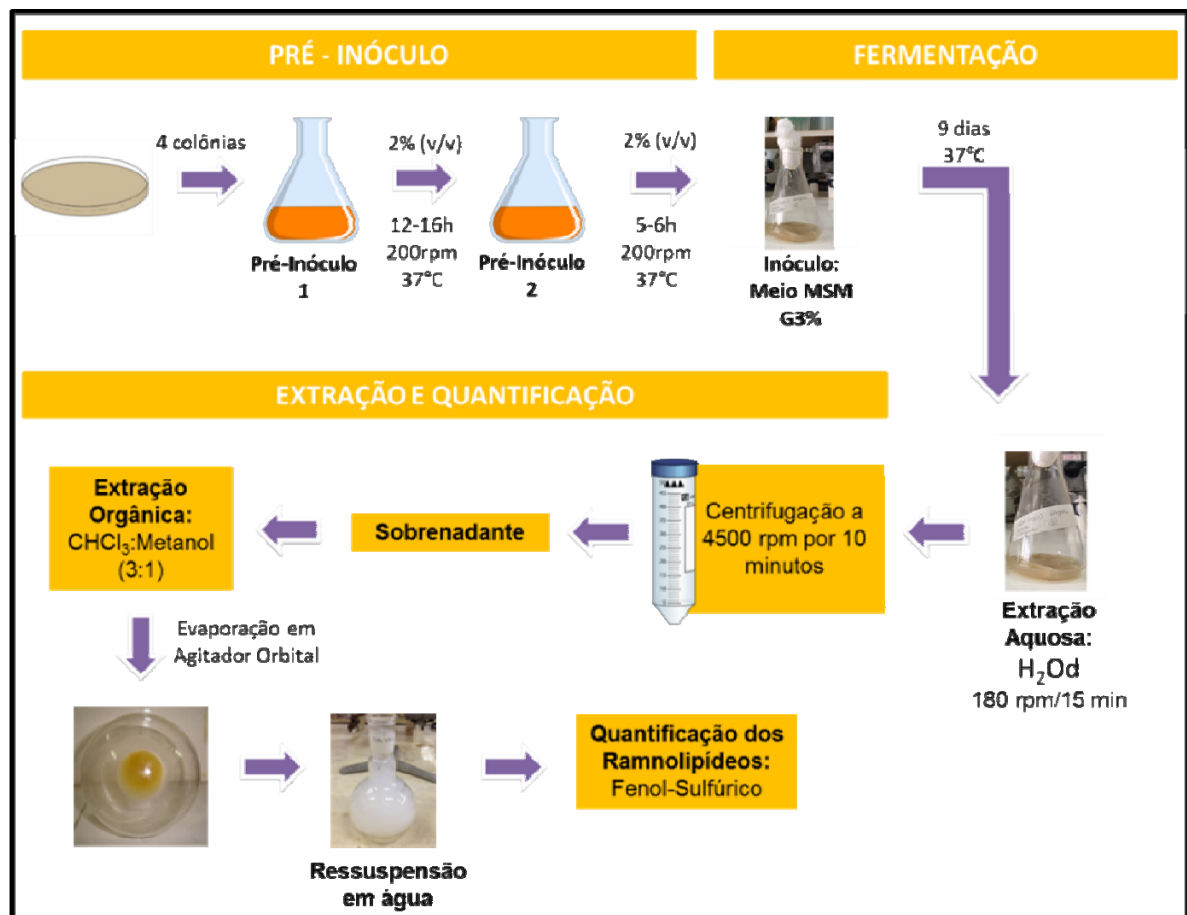 PRÉ - INÓCULO
FERMENTAÇÃO
4 colônias
Pré-Inóculo
1
2% (v/v)
12-16h
200rpm
37°C
Pré-Inóculo
2
2% (v/v)
5-6h
200rpm
37°C
Inóculo:
Meio MSM
G3%
9 dias
37°C
EXTRAÇÃO E QUANTIFICAÇÃO
Extração
Aquosa:
H₂Od
180 rpm/15 min
Centrifugação a
4500 rpm por 10
minutos
Sobrenadante
Extração
Orgânica:
CHCl₃:Metanol
(3:1)
Evaporação em
Agitador Orbital
Ressuspensão
em água
Quantificação dos
Ramnolipídeos:
Fenol-Sulfúrico